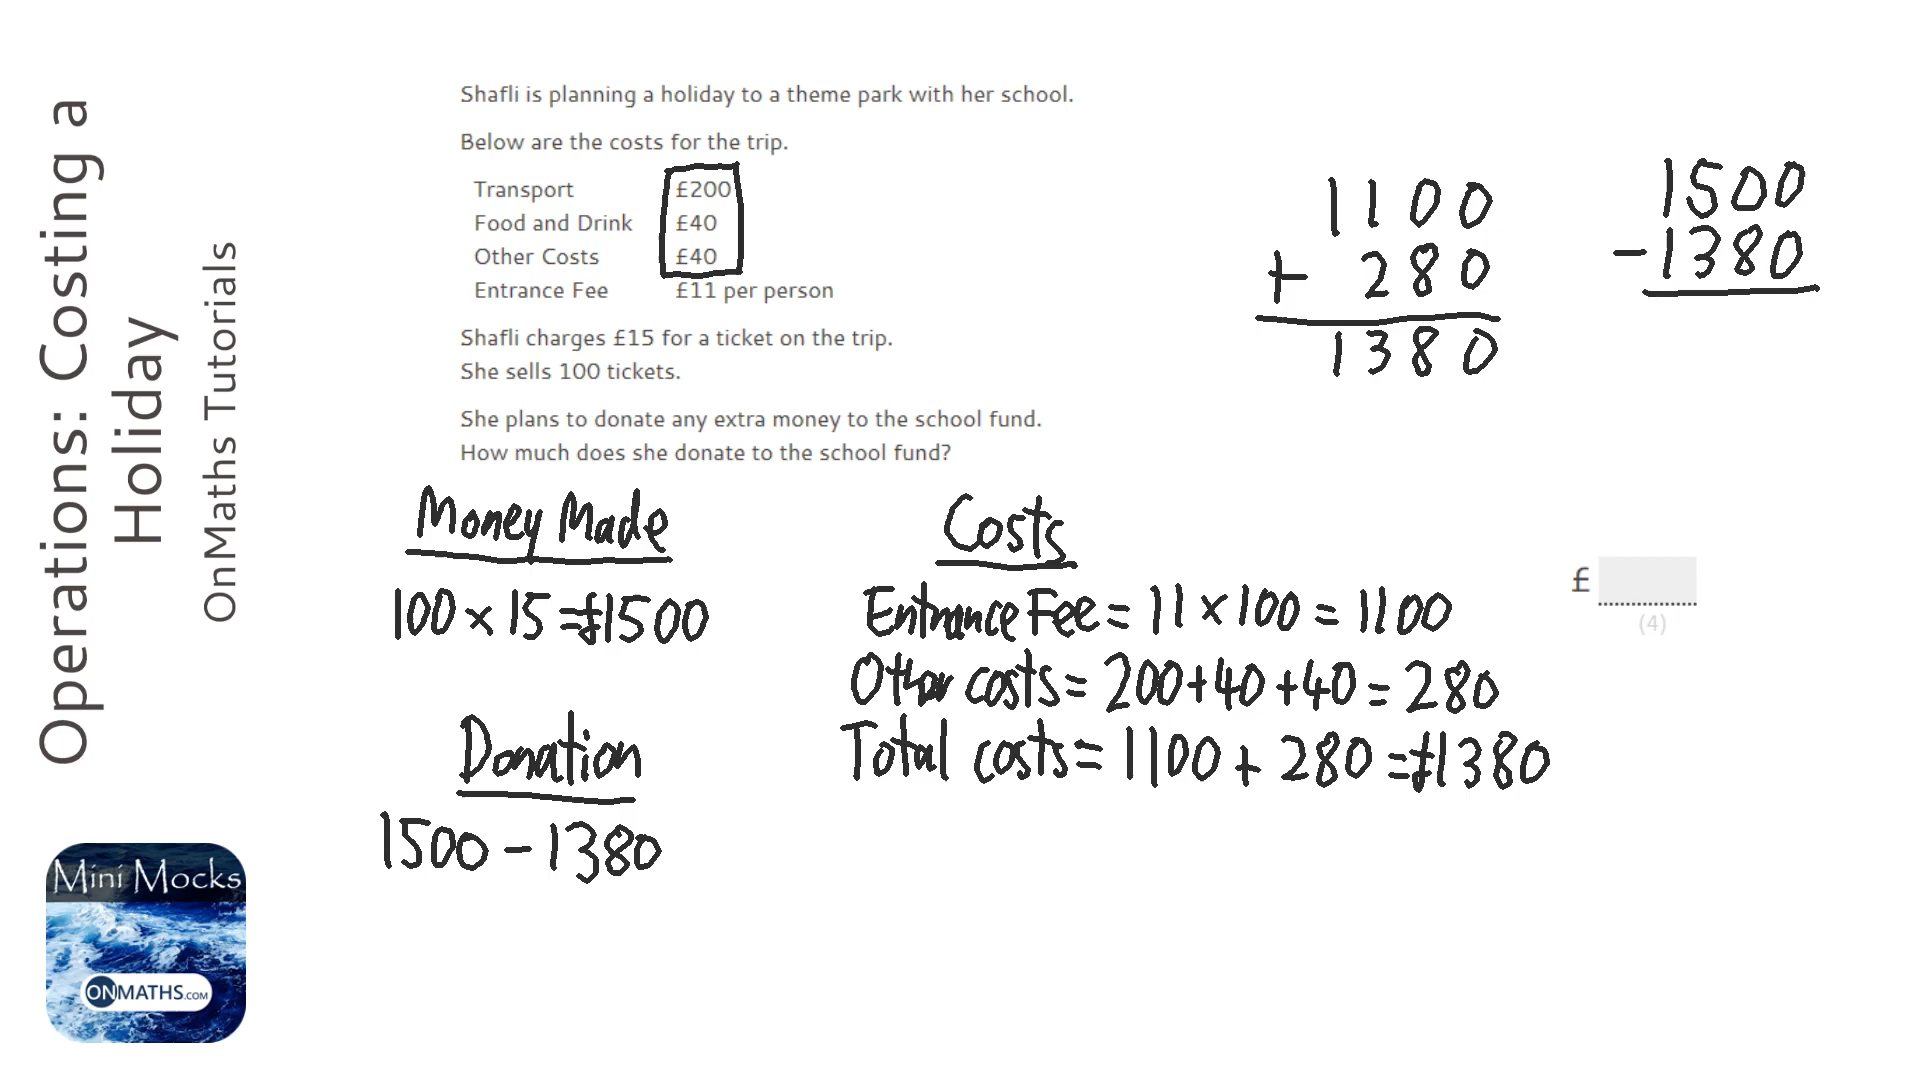 Operations: Costing a
Holiday
OnMaths Tutorials
Shafli is planning a holiday to a theme park with her school.
Below are the costs for the trip.
Transport £200
Food and Drink £40
Other Costs £40
Entrance Fee £11 per person
Shafli charges £15 for a ticket on the trip.
She sells 100 tickets.
She plans to donate any extra money to the school fund.
How much does she donate to the school fund?
1100
+ 280
1380
1500
-1380
Money Made
100 × 15 = £1500
Donation
1500 - 1380
Costs
Entrance Fee = 11 × 100 = 1100
Other costs = 200 + 40 + 40 = 280
Total costs = 1100 + 280 = £1380
£
(4)
Mini Mocks
ONMATHS.COM